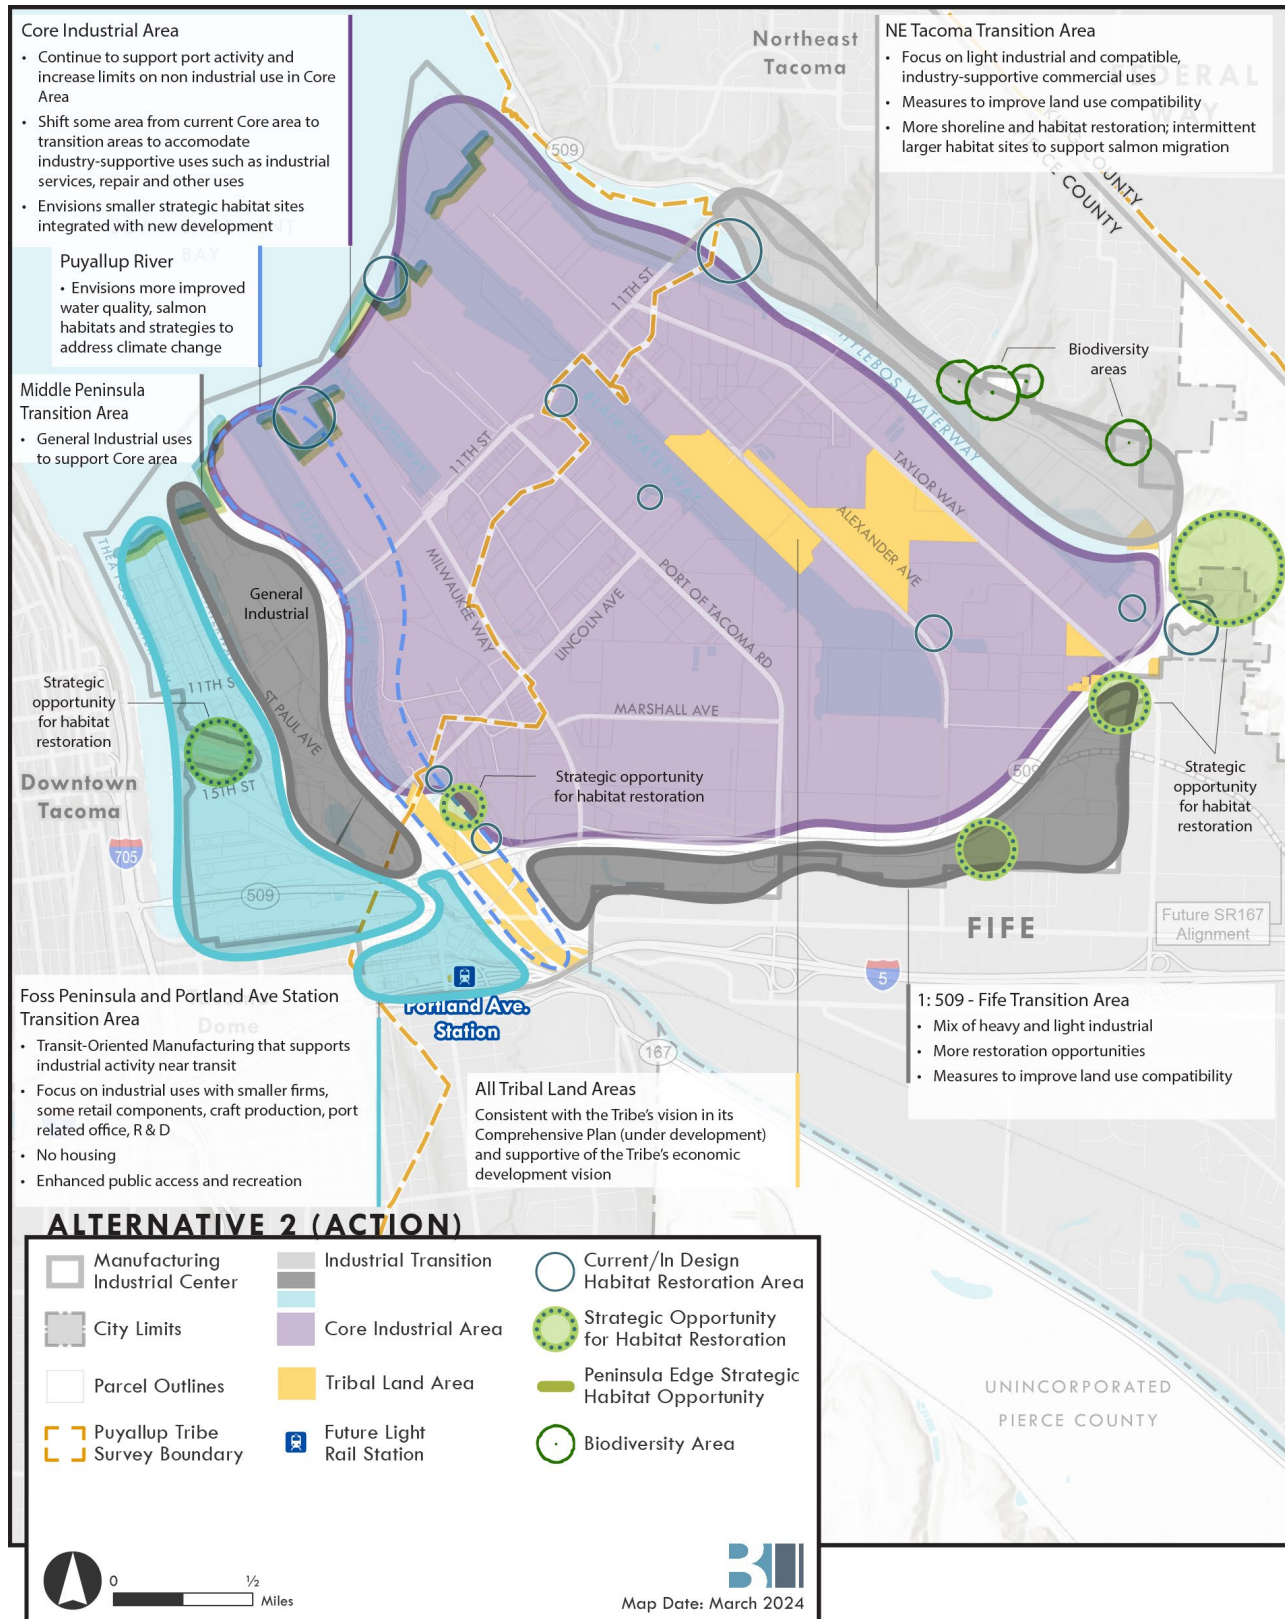 Core Industrial Area
• Continue to support port activity and
increase limits on non industrial use in Core
Area
• Shift some area from current Core area to
transition areas to accomodate
industry-supportive uses such as industrial
services, repair and other uses
• Envisions smaller strategic habitat sites
integrated with new development
BAY
Puyallup River
• Envisions more improved
water quality, salmon
habitats and strategies to
address climate change
Middle Peninsula
Transition Area
• General Industrial uses
to support Core area
Northeast
Tacoma
NE Tacoma Transition Area
• Focus on light industrial and compatible,
industry-supportive commercial uses
• Measures to improve land use compatibility
• More shoreline and habitat restoration; intermittent
larger habitat sites to support salmon migration
FEDERAL
WAY
KING COUNTY
PIERCE COUNTY
509
11TH ST
Biodiversity
areas
TAYLOR WAY
ALEXANDER AVE
11TH ST
MILWAUKEE WAY
LINCOLN AVE
PORT OF TACOMA RD
MARSHALL AVE
General
Industrial
ST PAUL AVE
11TH S
15TH ST
Strategic
opportunity
for habitat
restoration
Downtown
Tacoma
705
509
Strategic opportunity
for habitat restoration
509
Strategic
opportunity
for habitat
restoration
FIFE
Future SR167
Alignment
5
167
Portland Ave.
Station
Foss Peninsula and Portland Ave Station
Transition Area
Dome
• Transit-Oriented Manufacturing that supports
industrial activity near transit
• Focus on industrial uses with smaller firms,
some retail components, craft production, port
related office, R & D
• No housing
• Enhanced public access and recreation
All Tribal Land Areas
Consistent with the Tribe's vision in its
Comprehensive Plan (under development)
and supportive of the Tribe's economic
development vision
1: 509 - Fife Transition Area
• Mix of heavy and light industrial
• More restoration opportunities
• Measures to improve land use compatibility
UNINCORPORATED
PIERCE COUNTY
ALTERNATIVE 2 (ACTION)
Manufacturing
Industrial Center
City Limits
Parcel Outlines
Puyallup Tribe
Survey Boundary
Industrial Transition
Core Industrial Area
Tribal Land Area
Future Light
Rail Station
Current/In Design
Habitat Restoration Area
Strategic Opportunity
for Habitat Restoration
Peninsula Edge Strategic
Habitat Opportunity
Biodiversity Area
0 ½
Miles
Map Date: March 2024